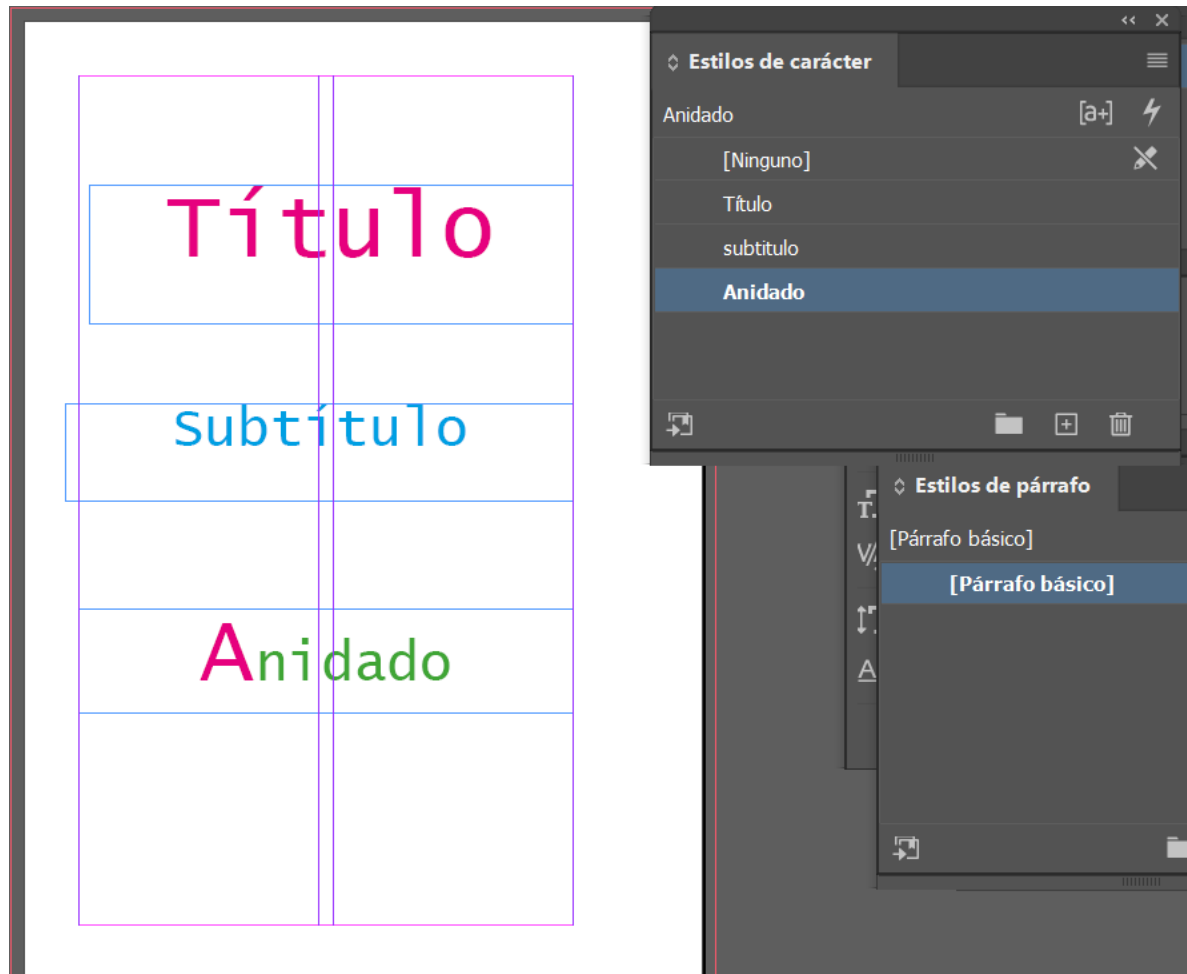 Título
Subtítulo
Anidado
Estilos de carácter
Anidado
[a+]
[Ninguno]
Título
subtitulo
Anidado
T.
V/
T.
A
Estilos de párrafo
[Párrafo básico]
[Párrafo básico]